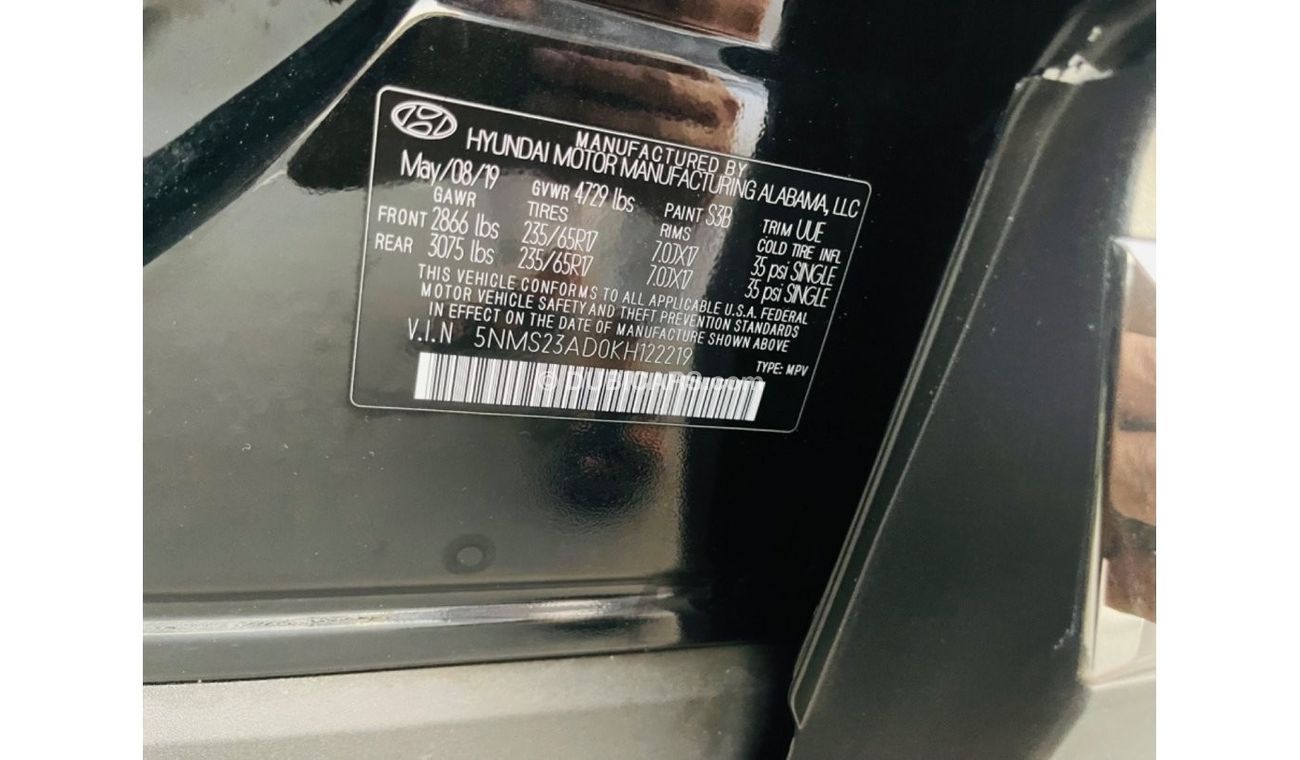 MANUFACTURED BY
HYUNDAI MOTOR MANUFACTURING ALABAMA, LLC
May/08/19 GVWR 4729 lbs PAINT S3B TRIM UUE
GAWR TIRES RIMS COLD TIRE INFL
FRONT 2866 lbs 235/65R17 7.0JX17 35 psi SINGLE
REAR 3075 lbs 235/65R17 7.0JX17 35 psi SINGLE
THIS VEHICLE CONFORMS TO ALL APPLICABLE U.S.A. FEDERAL
MOTOR VEHICLE SAFETY AND THEFT PREVENTION STANDARDS
IN EFFECT ON THE DATE OF MANUFACTURE SHOWN ABOVE
V.I.N 5NMS23AD0KH122219 TYPE: MPV
DUBICARS.com